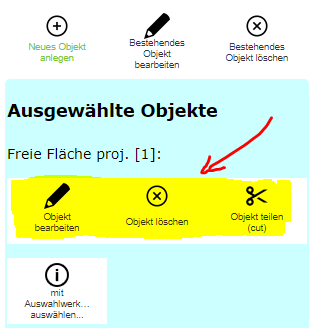 Neues Objekt
anlegen
Bestehendes
Objekt
bearbeiten
Bestehendes
Objekt löschen
Ausgewählte Objekte
Freie Fläche proj. [1]:
Objekt
bearbeiten
Objekt löschen
Objekt teilen
(cut)
mit
Auswahlwerk...
auswählen...